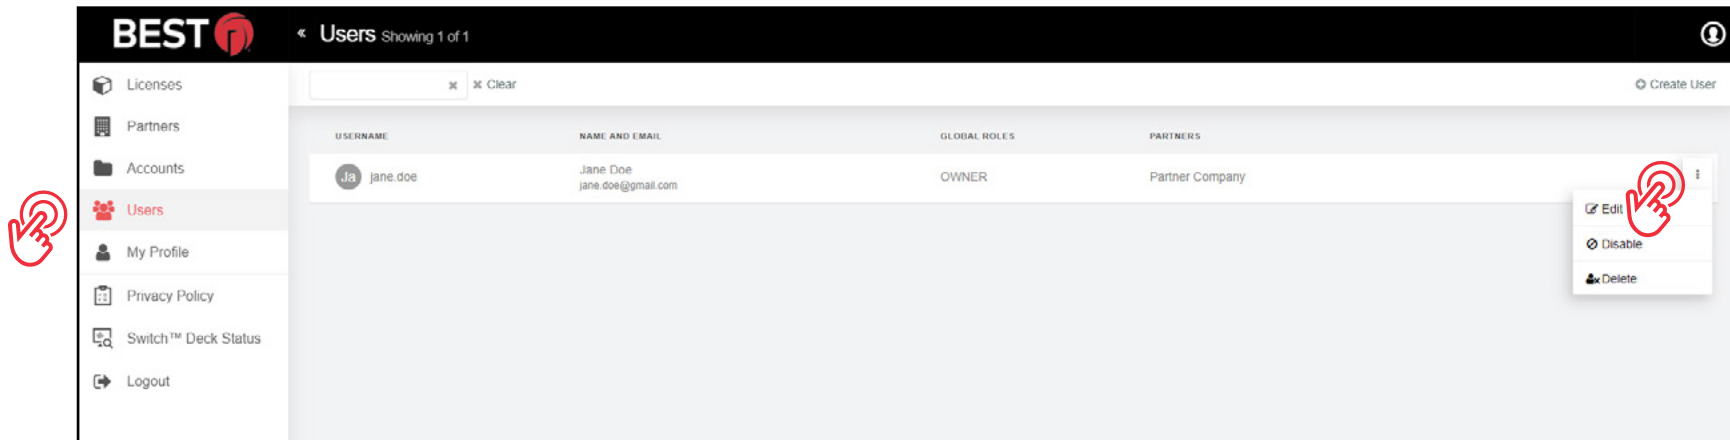 BEST
« Users Showing 1 of 1
Licenses
Partners
Accounts
Users
My Profile
Privacy Policy
Switch™ Deck Status
Logout
Clear
Create User
USERNAME NAME AND EMAIL GLOBAL ROLES PARTNERS
Ja jane.doe Jane Doe OWNER Partner Company
jane.doe@gmail.com
Edit
Disable
Delete